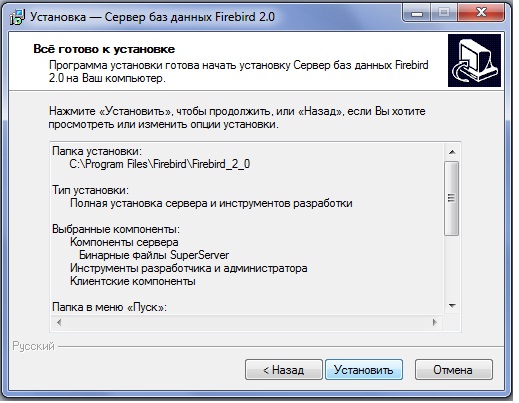 Установка — Сервер баз данных Firebird 2.0
Всё готово к установке
Программа установки готова начать установку Сервер баз данных Firebird
2.0 на Ваш компьютер.
Нажмите «Установить», чтобы продолжить, или «Назад», если Вы хотите
просмотреть или изменить опции установки.
Папка установки:
C:\Program Files\Firebird\Firebird_2_0
Тип установки:
Полная установка сервера и инструментов разработки
Выбранные компоненты:
Компоненты сервера
Бинарные файлы SuperServer
Инструменты разработчика и администратора
Клиентские компоненты
Папка в меню «Пуск»:
Русский
< Назад
Установить
Отмена